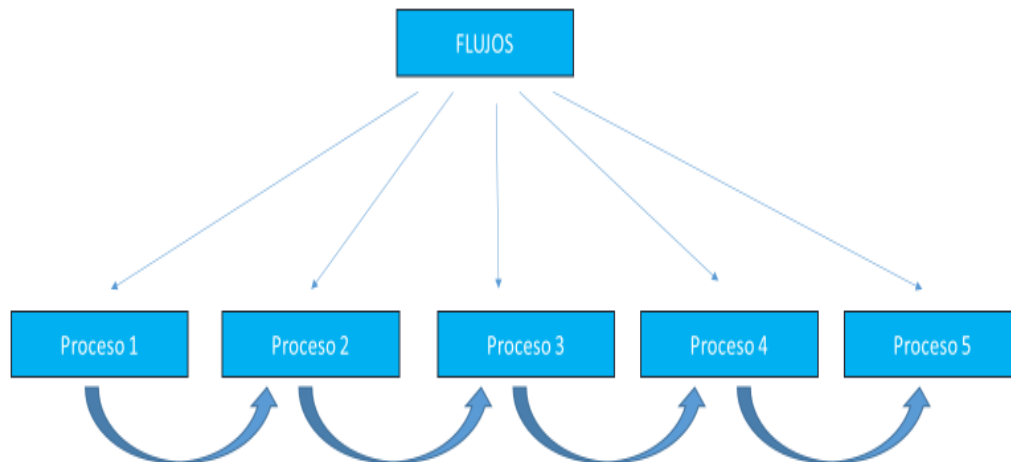 FLUJOS
Proceso 1
Proceso 2
Proceso 3
Proceso 4
Proceso 5